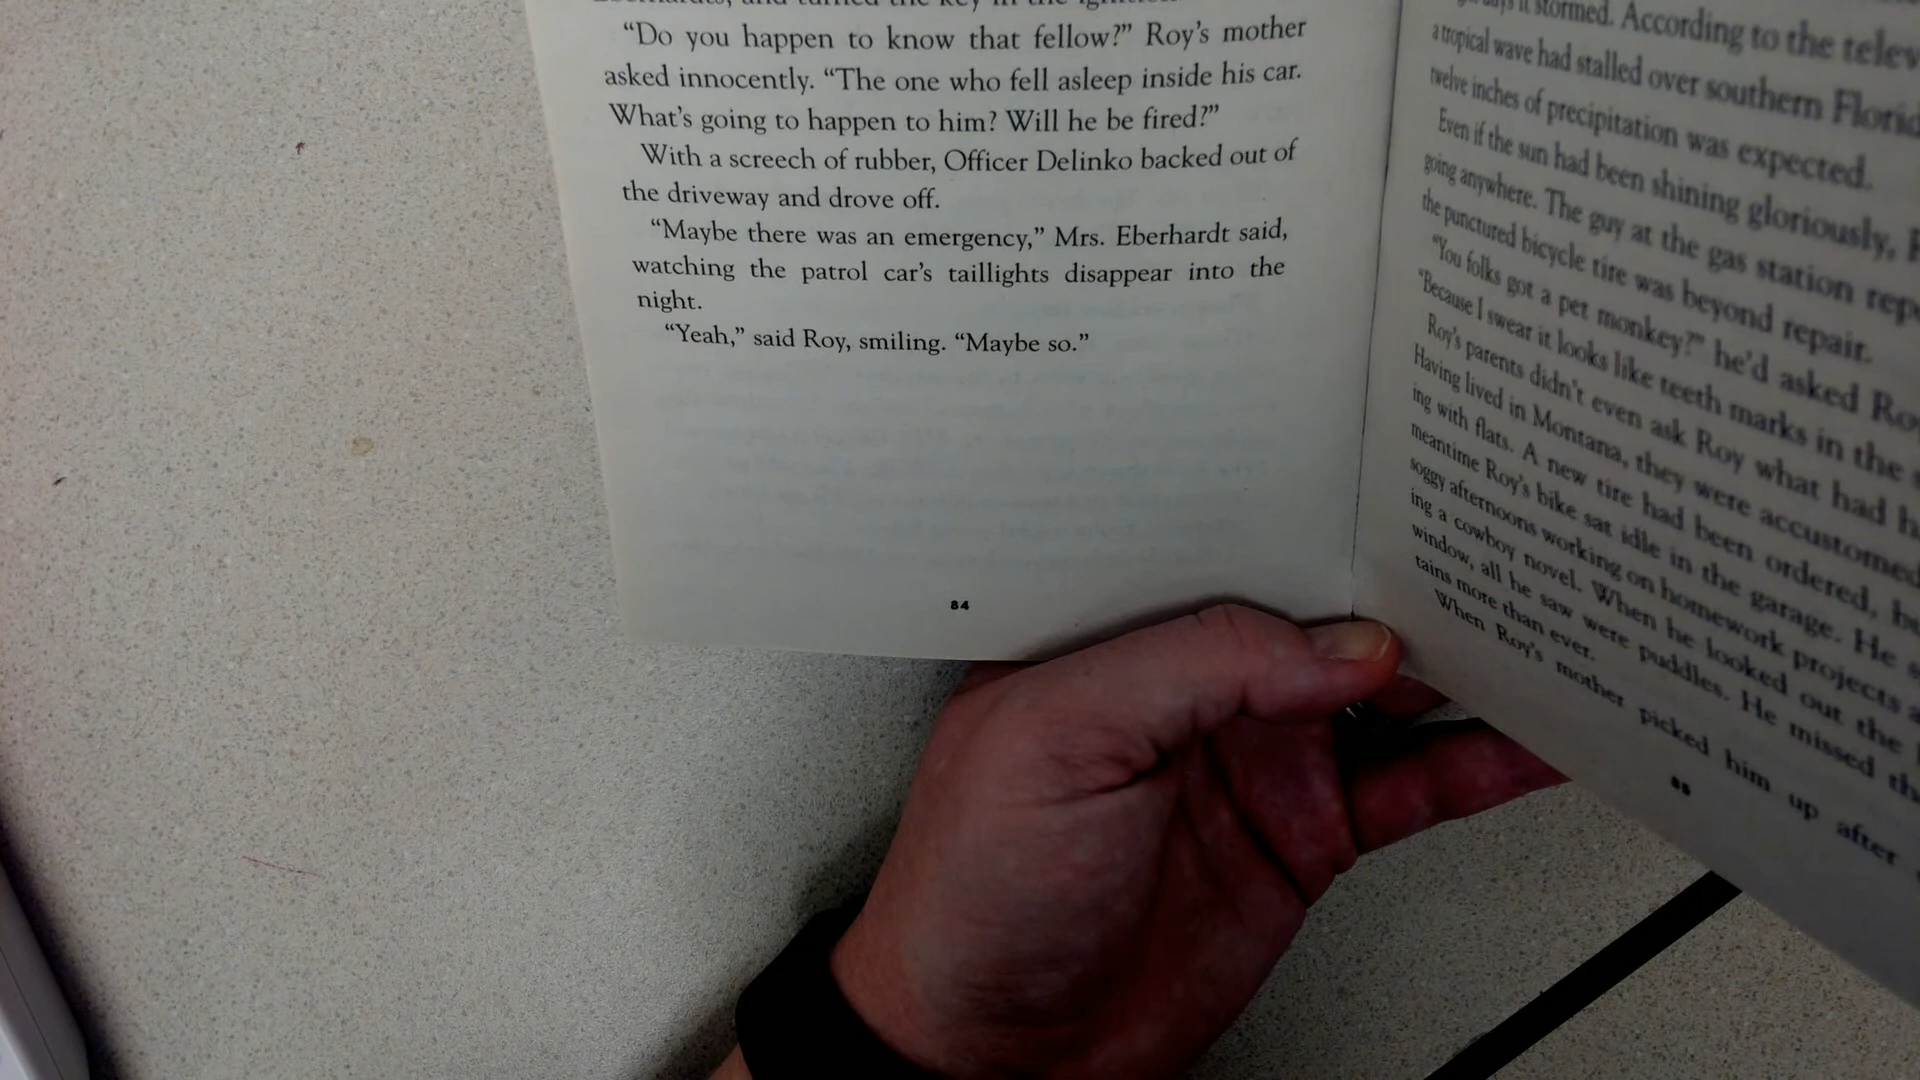 and turned the key in the
“Do you happen to know that fellow?” Roy’s mother
asked innocently. “The one who fell asleep inside his car.
What’s going to happen to him? Will he be fired?”
With a screech of rubber, Officer Delinko backed out of
the driveway and drove off.
“Maybe there was an emergency,” Mrs. Eberhardt said,
watching the patrol car’s taillights disappear into the
night.
“Yeah,” said Roy, smiling. “Maybe so.”
84
it stormed. According to the
a tropical wave had stalled over southern
twelve inches of precipitation was expected.
Even if the sun had been shining gloriously,
going anywhere. The guy at the gas station
the punctured bicycle tire was beyond repair.
“You folks got a pet monkey?” he’d asked
“Because I swear it looks like teeth marks in the
Roy’s parents didn’t even ask Roy what had
Having lived in Montana, they were accustomed
ing with flats. A new tire had been ordered,
meantime Roy’s bike sat idle in the garage. He
soggy afternoons working on homework projects
ing a cowboy novel. When he looked out the
window, all he saw were puddles. He missed
tains more than ever.
When Roy’s mother picked him up after